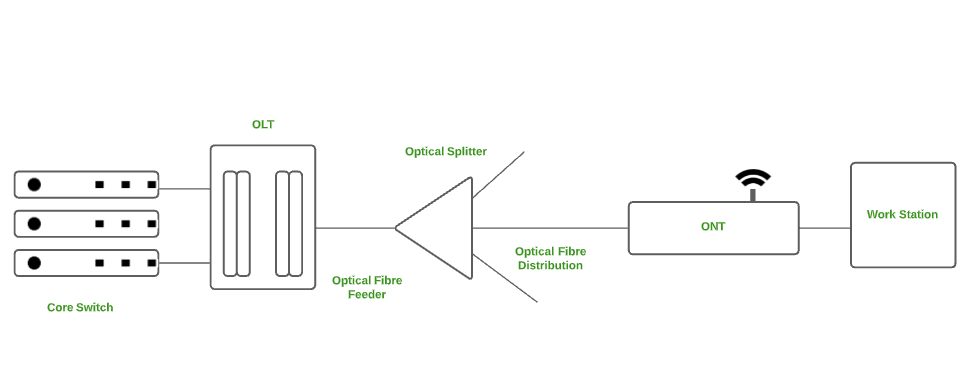 OLT
Optical Splitter
Work Station
ONT
Optical Fibre
Distribution
Optical Fibre
Feeder
Core Switch